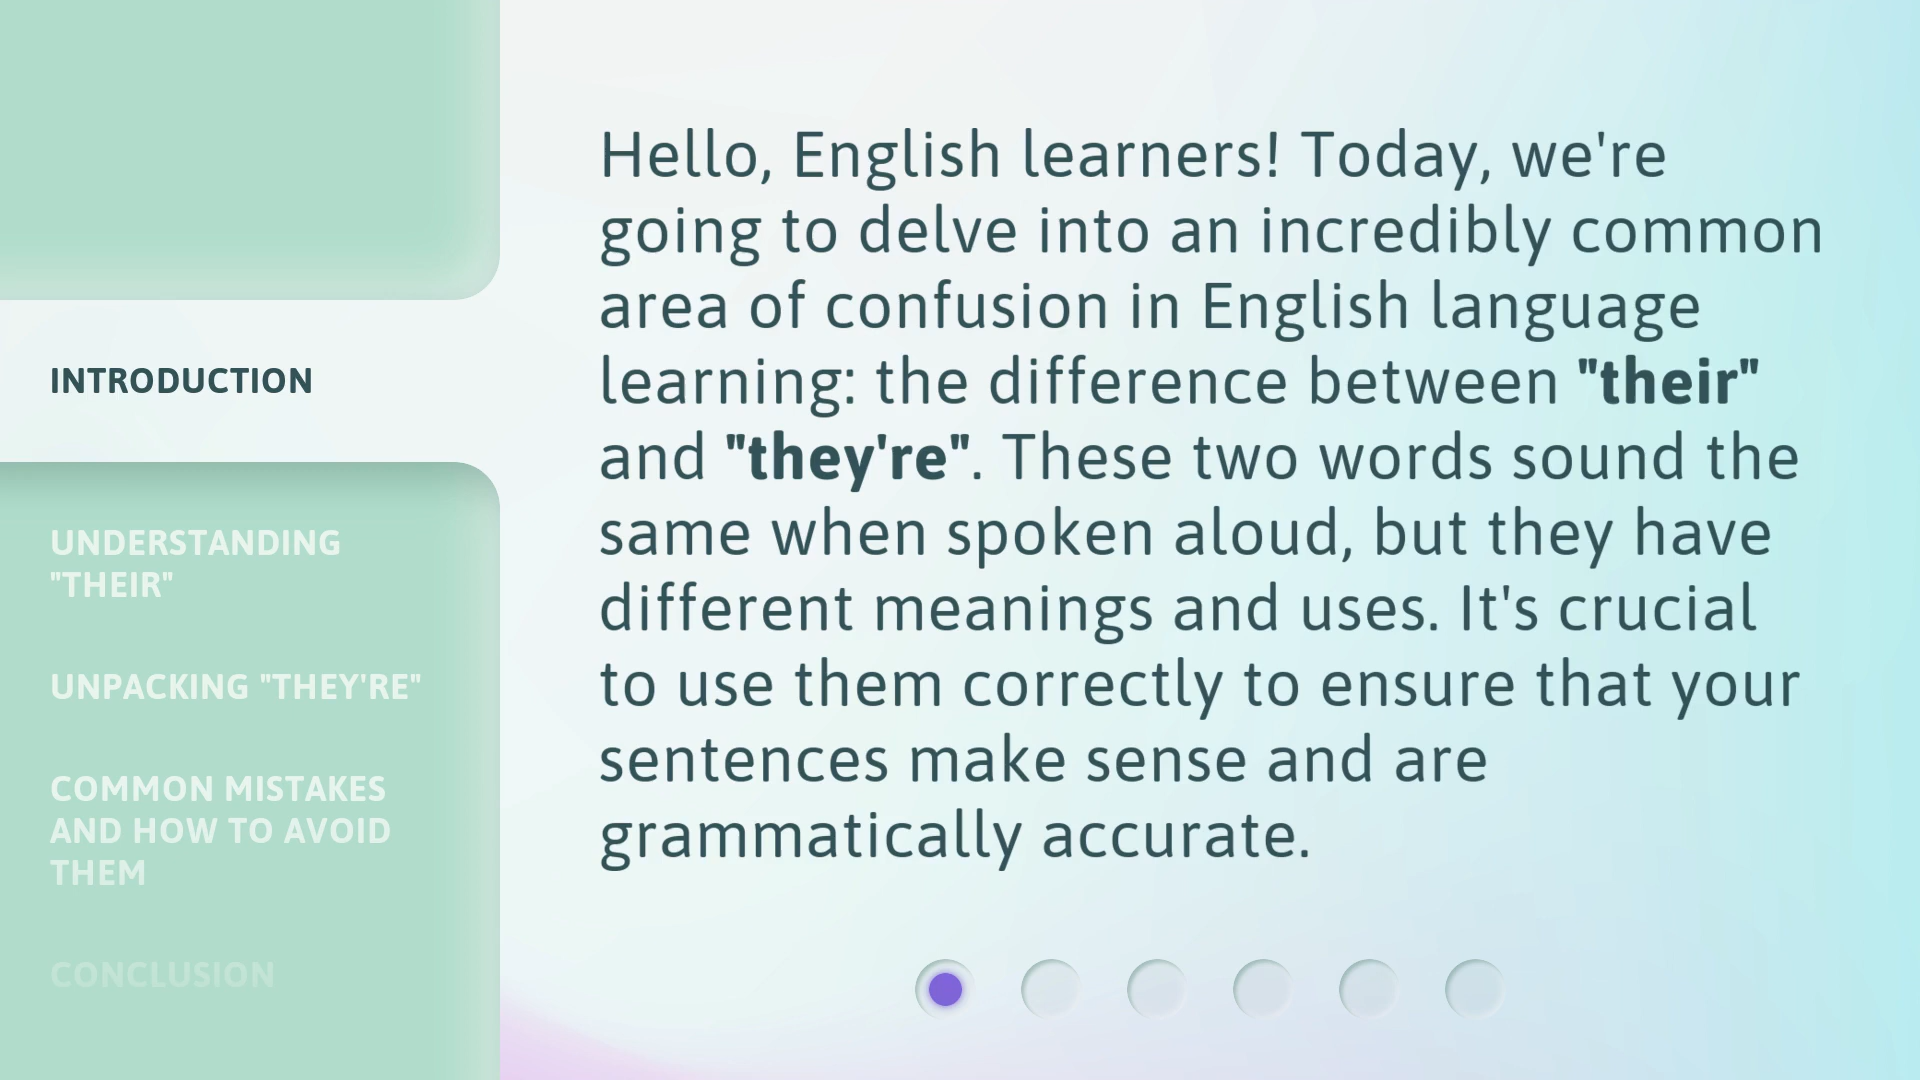 INTRODUCTION
UNDERSTANDING
"THEIR"
UNPACKING "THEY'RE"
COMMON MISTAKES
AND HOW TO AVOID
THEM
CONCLUSION
Hello, English learners! Today, we're
going to delve into an incredibly common
area of confusion in English language
learning: the difference between "their"
and "they're". These two words sound the
same when spoken aloud, but they have
different meanings and uses. It's crucial
to use them correctly to ensure that your
sentences make sense and are
grammatically accurate.